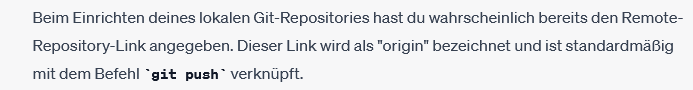 Beim Einrichten deines lokalen Git-Repositories hast du wahrscheinlich bereits den Remote-
Repository-Link angegeben. Dieser Link wird als "origin" bezeichnet und ist standardmäßig
mit dem Befehl `git push` verknüpft.